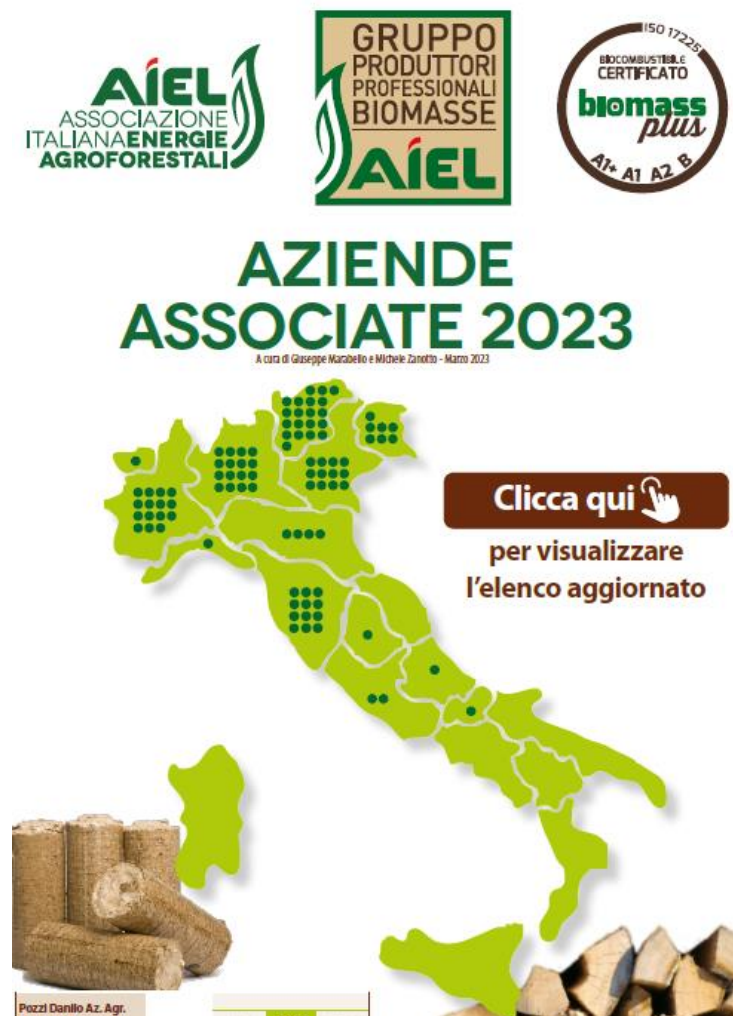 AIEL
ASSOCIAZIONE
ITALIANAENERGIE
AGROFORESTALI
GRUPPO
PRODUTTORI
PROFESSIONALI
BIOMASSE
AIEL
ISO 17225
BIOCOMBUSTIBILE
CERTIFICATO
biomass
plus
A1+ A1 A2 B
AZIENDE
ASSOCIATE 2023
A cura di Giuseppe Marabello e Michele Zanotto - Marzo 2023
Clicca qui
per visualizzare
l'elenco aggiornato
Pozzi Danilo Az. Agr.